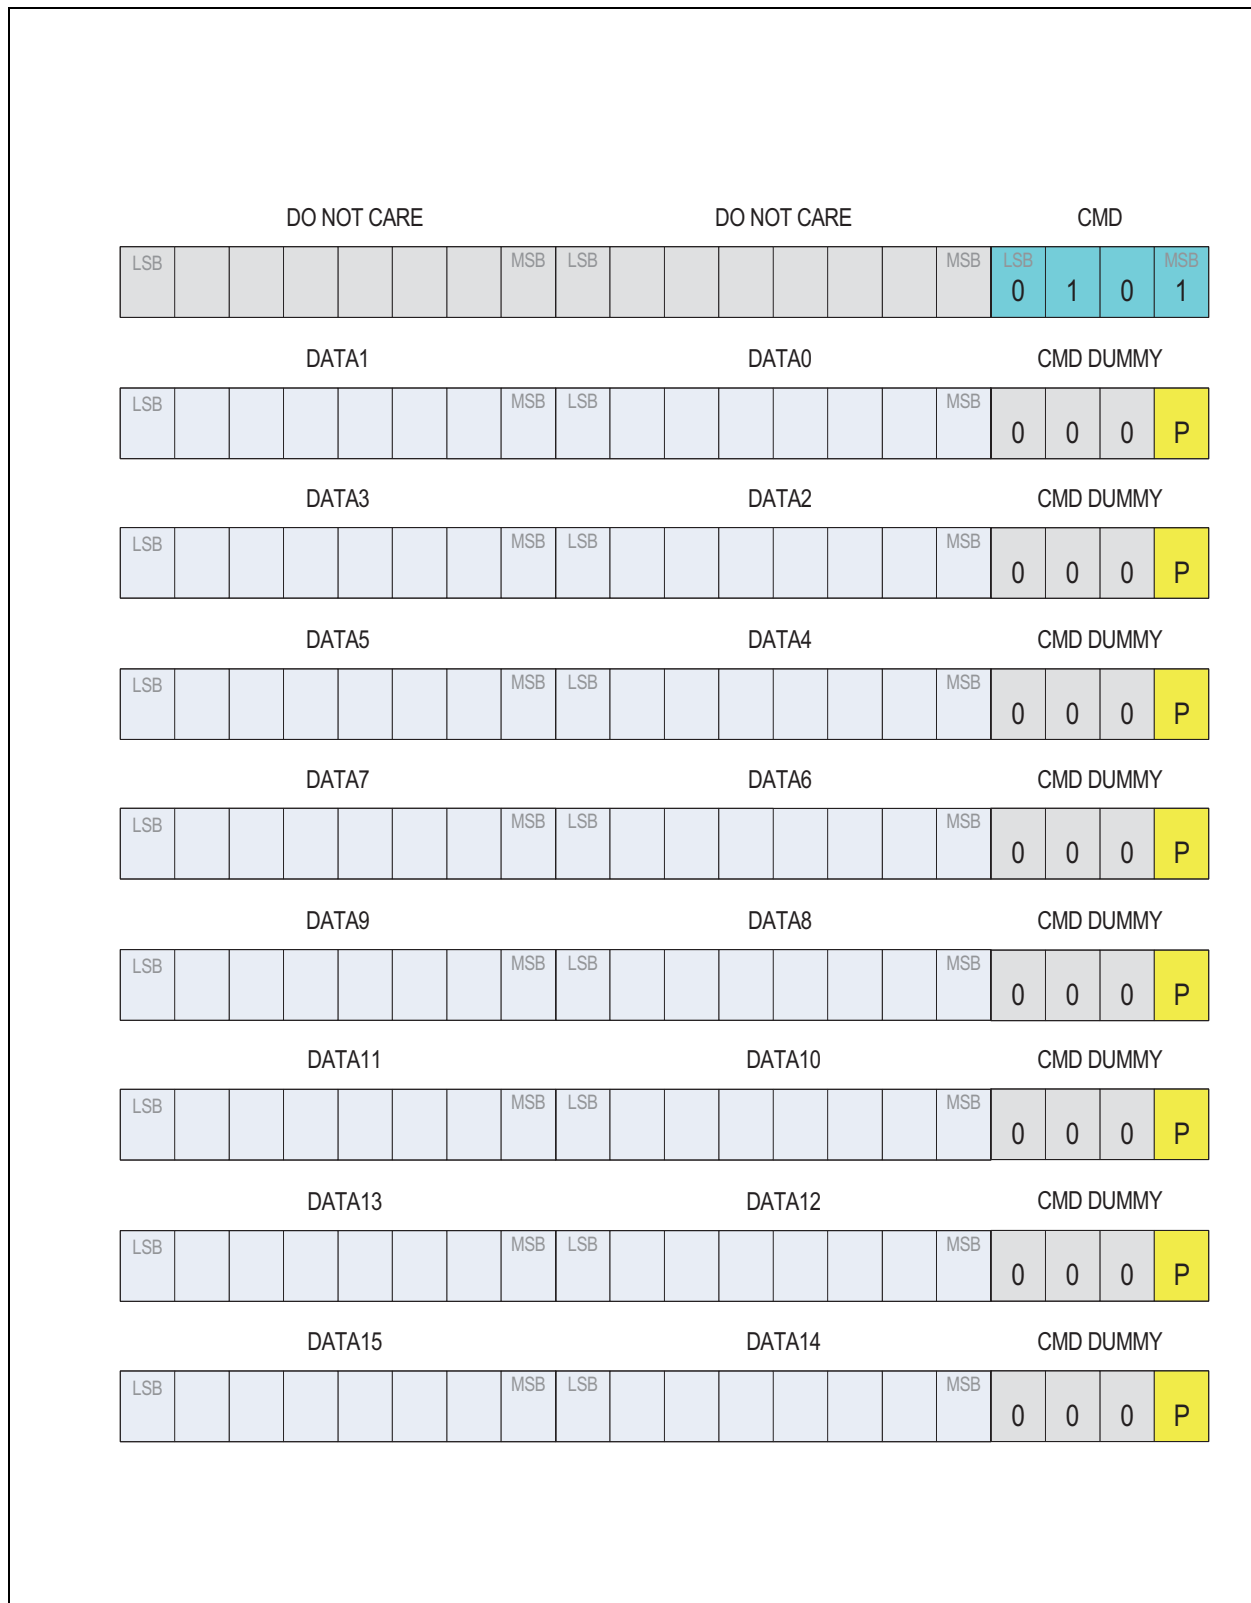 DO NOT CARE DO NOT CARE CMD
LSB MSB LSB MSB LSB MSB
0 1 0 1
DATA1 DATA0 CMD DUMMY
LSB MSB LSB MSB
0 0 0 P
DATA3 DATA2 CMD DUMMY
LSB MSB LSB MSB
0 0 0 P
DATA5 DATA4 CMD DUMMY
LSB MSB LSB MSB
0 0 0 P
DATA7 DATA6 CMD DUMMY
LSB MSB LSB MSB
0 0 0 P
DATA9 DATA8 CMD DUMMY
LSB MSB LSB MSB
0 0 0 P
DATA11 DATA10 CMD DUMMY
LSB MSB LSB MSB
0 0 0 P
DATA13 DATA12 CMD DUMMY
LSB MSB LSB MSB
0 0 0 P
DATA15 DATA14 CMD DUMMY
LSB MSB LSB MSB
0 0 0 P